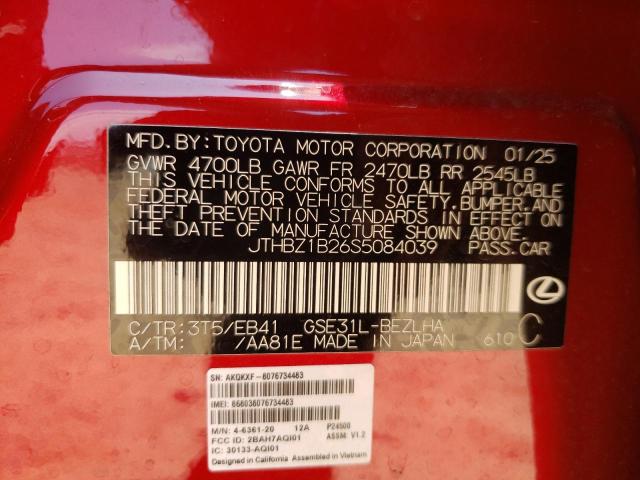 MFD. BY: TOYOTA MOTOR CORPORATION 01/25
GVWR 4700LB GAWR FR 2470LB RR 2545LB
THIS VEHICLE CONFORMS TO ALL APPLICABLE
FEDERAL MOTOR VEHICLE SAFETY, BUMPER, AND
THEFT PREVENTION STANDARDS IN EFFECT ON
THE DATE OF MANUFACTURE SHOWN ABOVE.
JTHBZ1B26S5084039 PASS. CAR
C/TR: 3T5/EB41 GSE31L-BEZLHA C
A/TM: /AA81E MADE IN JAPAN 610
SN: AKQKXF-6076734463
IMEI: 868036076734463
M/N: 4-6361-20 12A P24500
FCC ID: 2BAH7AQI01 ASSM: V1.2
IC: 30133-AQI01
Designed in California Assembled in Vietnam